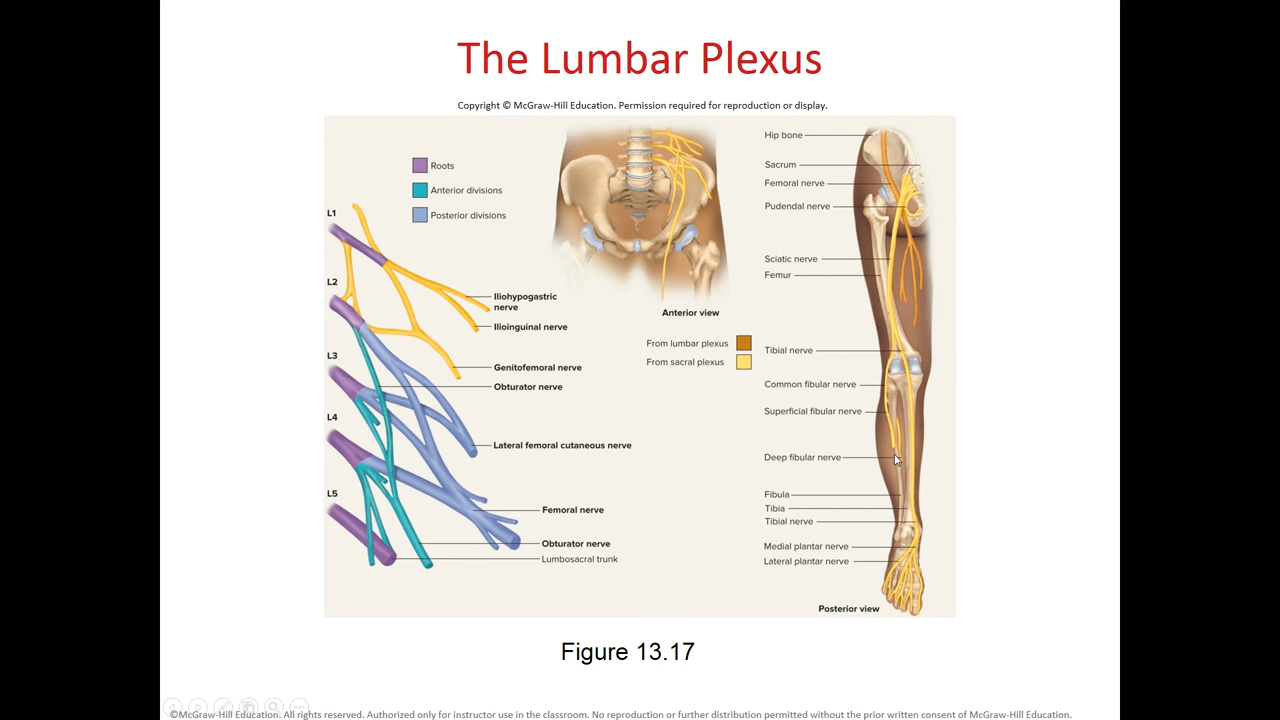 The Lumbar Plexus
Copyright © McGraw-Hill Education. Permission required for reproduction or display.
Roots
Anterior divisions
Posterior divisions
L1
L2
L3
L4
L5
Iliohypogastric
nerve
Ilioinguinal nerve
Genitofemoral nerve
Obturator nerve
Lateral femoral cutaneous nerve
Femoral nerve
Obturator nerve
Lumbosacral trunk
Anterior view
From lumbar plexus
From sacral plexus
Hip bone
Sacrum
Femoral nerve
Pudendal nerve
Sciatic nerve
Femur
Tibial nerve
Common fibular nerve
Superficial fibular nerve
Deep fibular nerve
Fibula
Tibia
Tibial nerve
Medial plantar nerve
Lateral plantar nerve
Posterior view
Figure 13.17
©McGraw-Hill Education. All rights reserved. Authorized only for instructor use in the classroom. No reproduction or further distribution permitted without the prior written consent of McGraw-Hill Education.